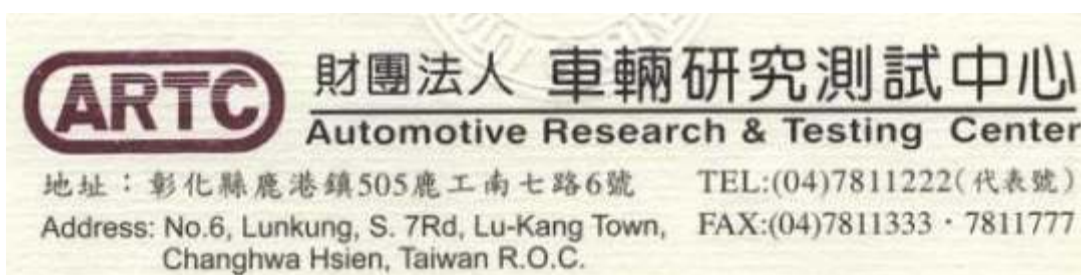 ARTC
財團法人 車輛研究測試中心
Automotive Research & Testing Center
地址：彰化縣鹿港鎮505鹿工南七路6號 TEL:(04)7811222(代表號)
Address: No.6, Lunkung, S. 7Rd, Lu-Kang Town, FAX:(04)7811333・7811777
Changhwa Hsien, Taiwan R.O.C.